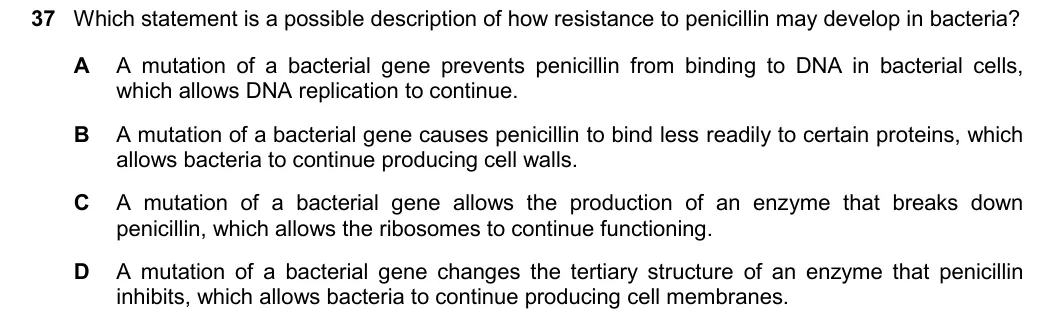 37 Which statement is a possible description of how resistance to penicillin may develop in bacteria?
A A mutation of a bacterial gene prevents penicillin from binding to DNA in bacterial cells,
which allows DNA replication to continue.
B A mutation of a bacterial gene causes penicillin to bind less readily to certain proteins, which
allows bacteria to continue producing cell walls.
C A mutation of a bacterial gene allows the production of an enzyme that breaks down
penicillin, which allows the ribosomes to continue functioning.
D A mutation of a bacterial gene changes the tertiary structure of an enzyme that penicillin
inhibits, which allows bacteria to continue producing cell membranes.